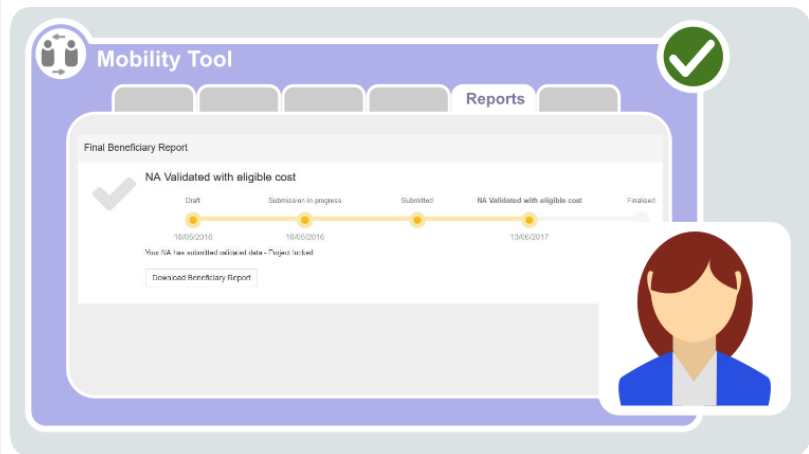 Mobility Tool
Reports
Final Beneficiary Report
NA Validated with eligible cost
Draft Submission in progress Submitted NA Validated with eligible cost Finalised
18/05/2016 18/05/2016 13/06/2017
Your NA has submitted validated data - Project locked
Download Beneficiary Report